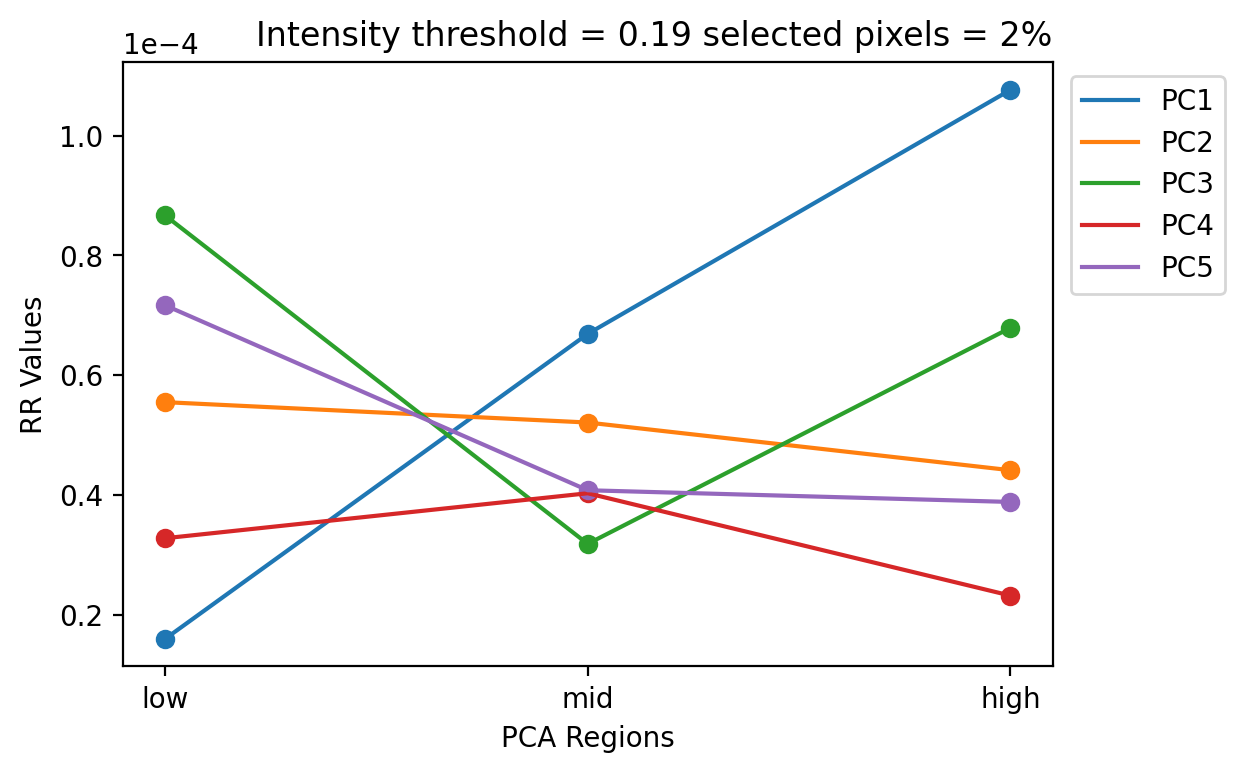 Intensity threshold = 0.19 selected pixels = 2%
1e−4
1.0
0.8
0.6
0.4
0.2
RR Values
low mid high
PCA Regions
PC1
PC2
PC3
PC4
PC5